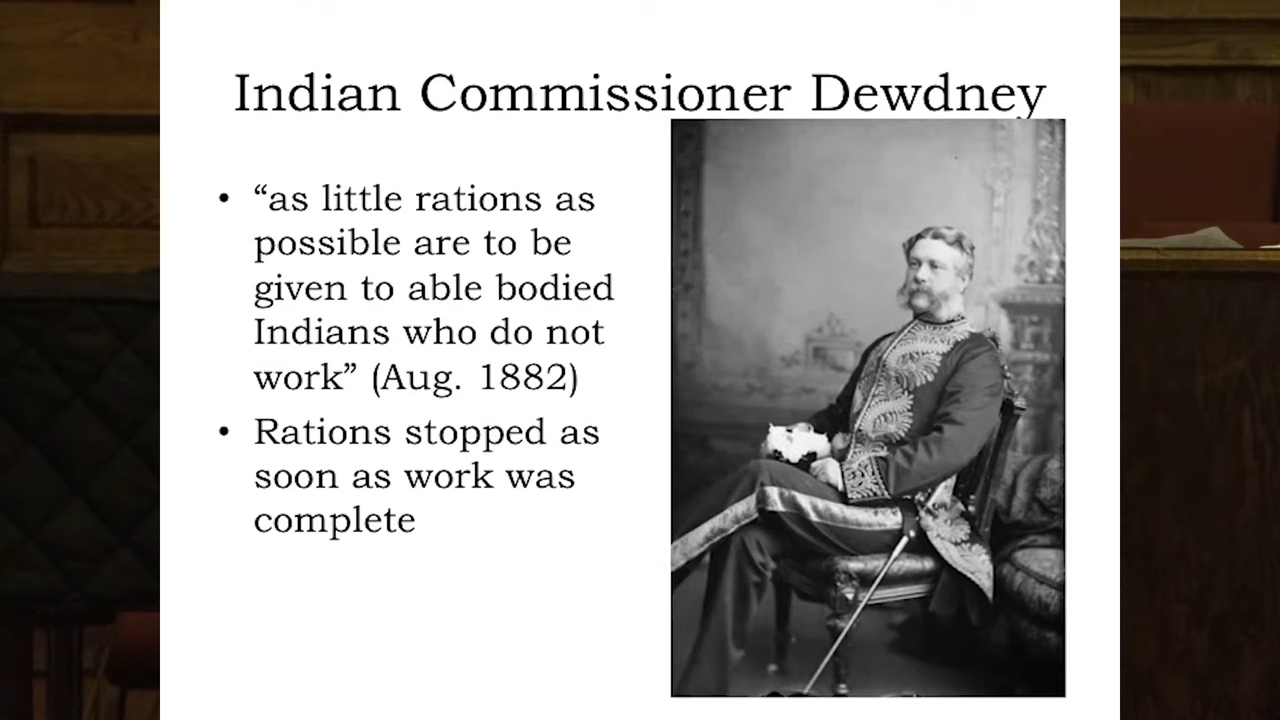 Indian Commissioner Dewdney
• “as little rations as
possible are to be
given to able bodied
Indians who do not
work” (Aug. 1882)
• Rations stopped as
soon as work was
complete